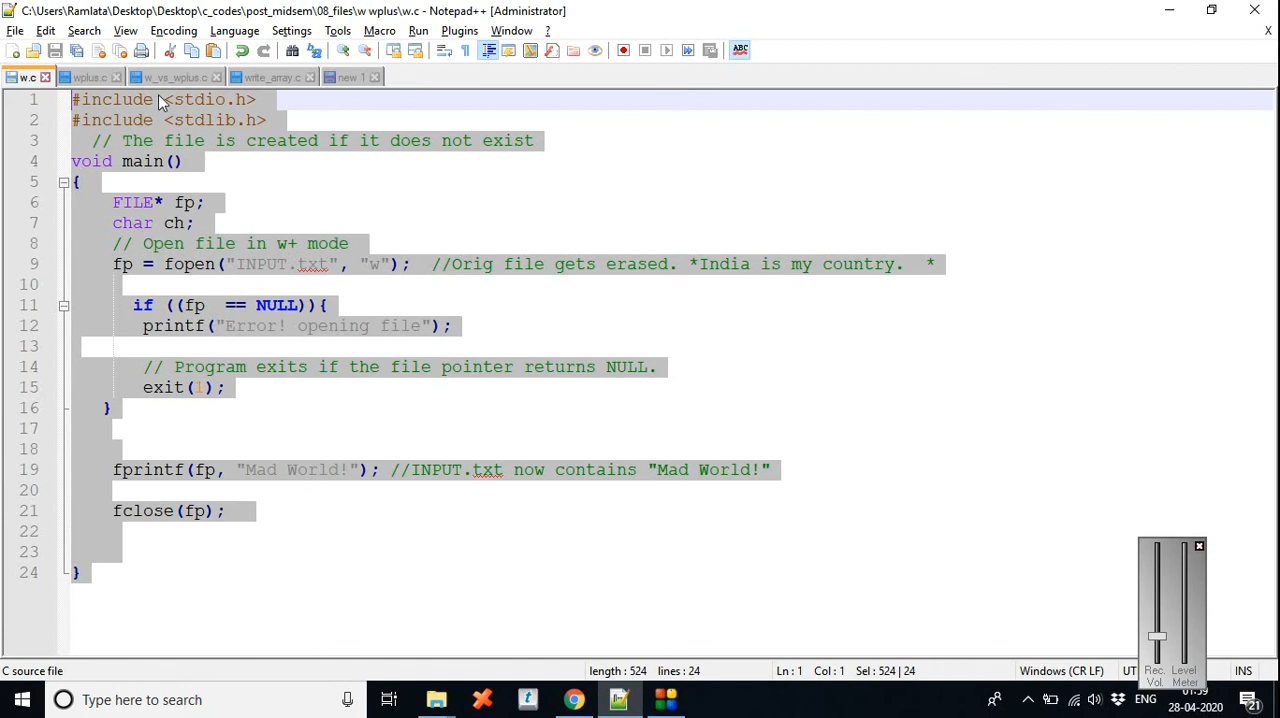 C:\Users\Ramlata\Desktop\Desktop\c_codes\post_midsem\08_files\w wplus\w.c - Notepad++ [Administrator]
File Edit Search View Encoding Language Settings Tools Macro Run Plugins Window ? X
ABC
w.c wplus.c w_vs_wplus.c write_array.c new 1
1 #include <stdio.h>
2 #include <stdlib.h>
3 // The file is created if it does not exist
4 void main()
5 {
6 FILE* fp;
7 char ch;
8 // Open file in w+ mode
9 fp = fopen("INPUT.txt", "w"); //Orig file gets erased. *India is my country. *
10
11 if ((fp == NULL)){
12 printf("Error! opening file");
13
14 // Program exits if the file pointer returns NULL.
15 exit(1);
16 }
17
18
19 fprintf(fp, "Mad World!"); //INPUT.txt now contains "Mad World!"
20
21 fclose(fp);
22
23
24 }
Rec. Level
Vol. Meter
C source file length : 524 lines : 24 Ln : 1 Col : 1 Sel : 524 | 24 Windows (CR LF) UT INS
Type here to search
ENG
01:59
28-04-2020
21